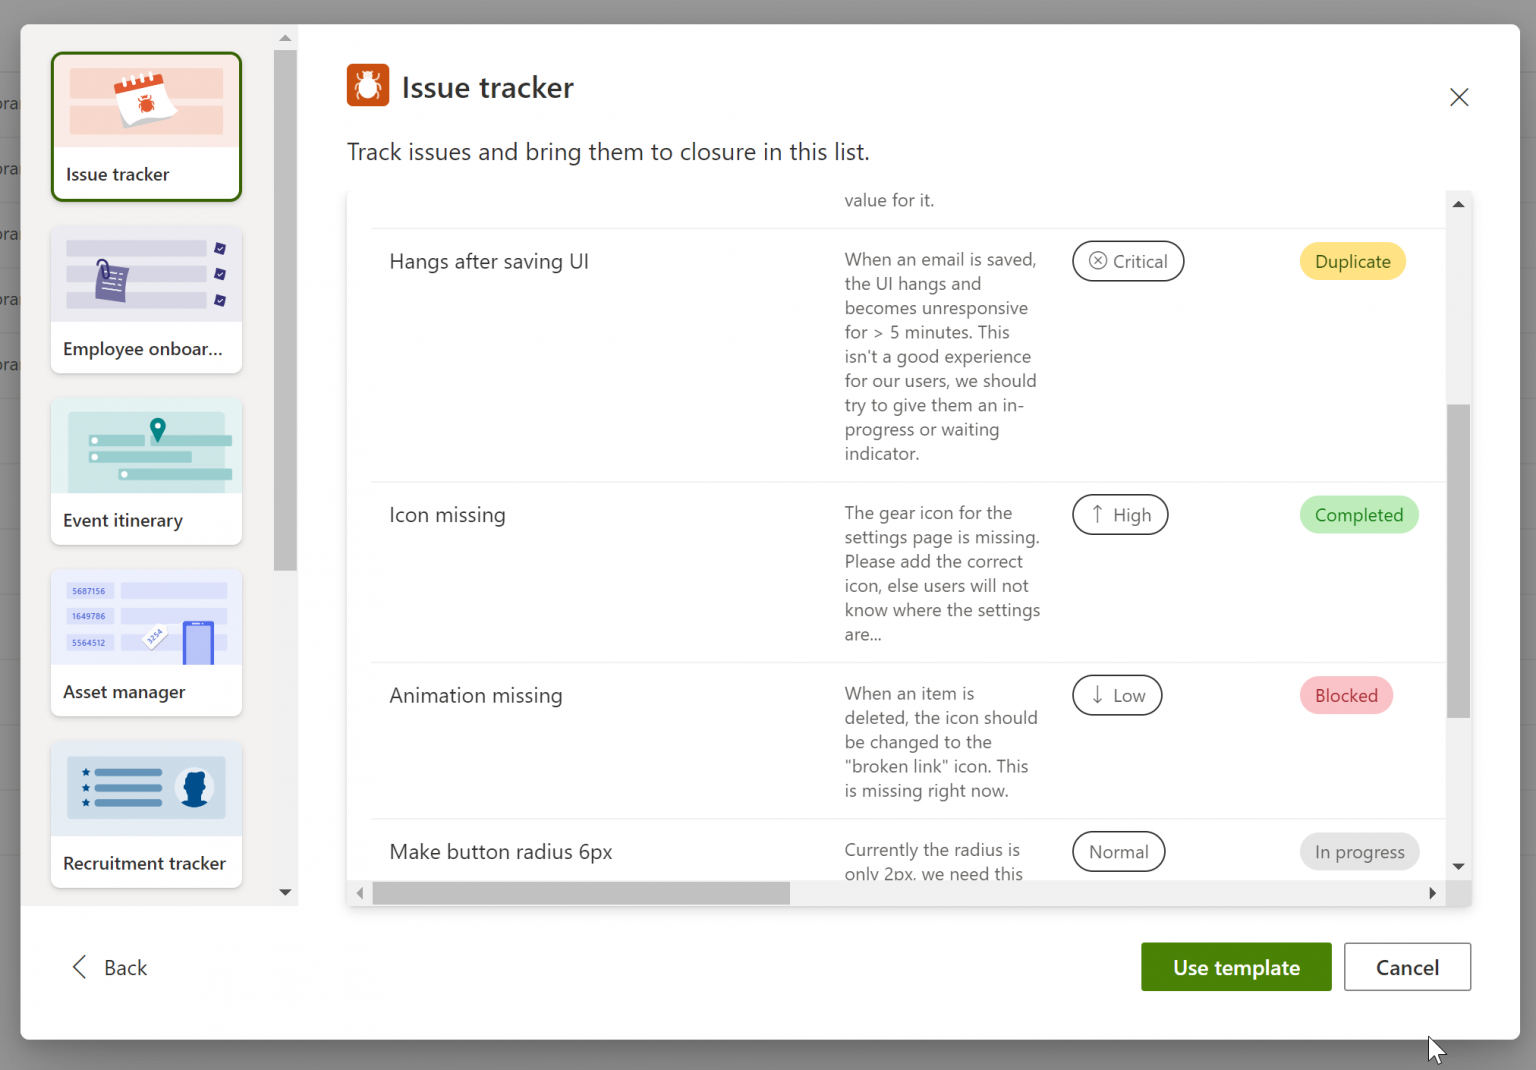 Issue tracker
Employee onboar...
Event itinerary
5687156
1649786
5564512
3254
Asset manager
Recruitment tracker
Back
Issue tracker
Track issues and bring them to closure in this list.
value for it.
Hangs after saving UI
When an email is saved,
the UI hangs and
becomes unresponsive
for > 5 minutes. This
isn't a good experience
for our users, we should
try to give them an in-
progress or waiting
indicator.
Critical
Duplicate
Icon missing
The gear icon for the
settings page is missing.
Please add the correct
icon, else users will not
know where the settings
are...
High
Completed
Animation missing
When an item is
deleted, the icon should
be changed to the
"broken link" icon. This
is missing right now.
Low
Blocked
Make button radius 6px
Currently the radius is
only 2px, we need this
Normal
In progress
Use template
Cancel